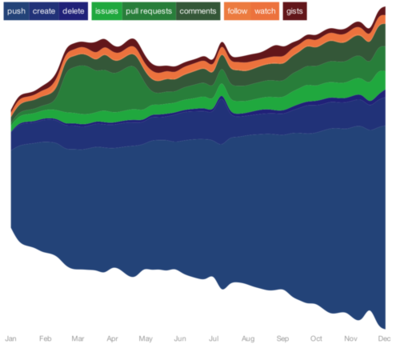 push create delete issues pull requests comments follow watch gists
Jan Feb Mar Apr May Jun Jul Aug Sep Oct Nov Dec